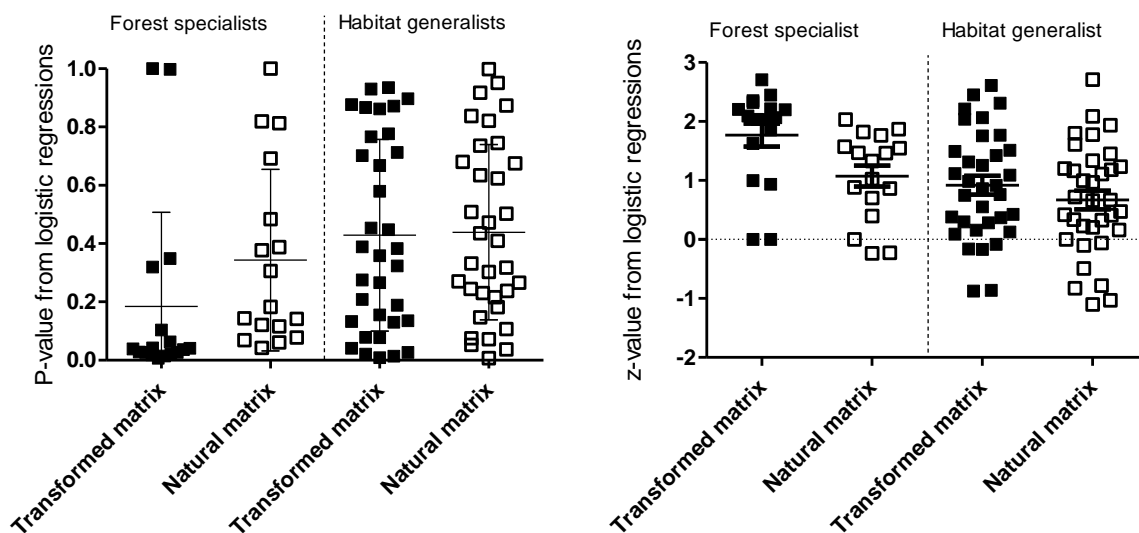 Forest specialists Habitat generalists
P-value from logistic regressions
1.0
0.8
0.6
0.4
0.2
0.0
Transformed matrix
Natural matrix
Transformed matrix
Natural matrix
Forest specialist Habitat generalist
z-value from logistic regressions
3
2
1
0
-1
-2
Transformed matrix
Natural matrix
Transformed matrix
Natural matrix